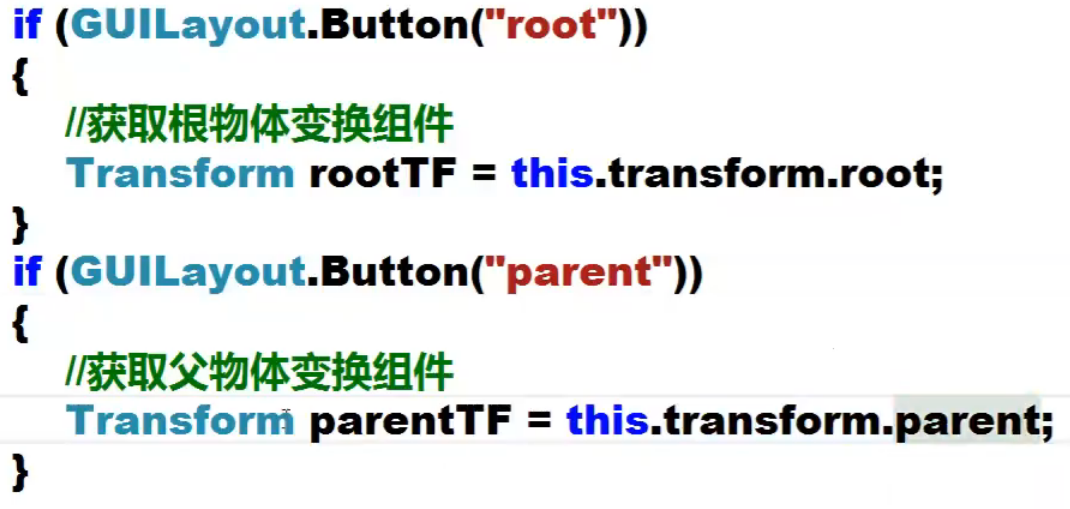 if (GUILayout.Button("root"))
{
//获取根物体变换组件
Transform rootTF = this.transform.root;
}
if (GUILayout.Button("parent"))
{
//获取父物体变换组件
Transform parentTF = this.transform.parent;
}